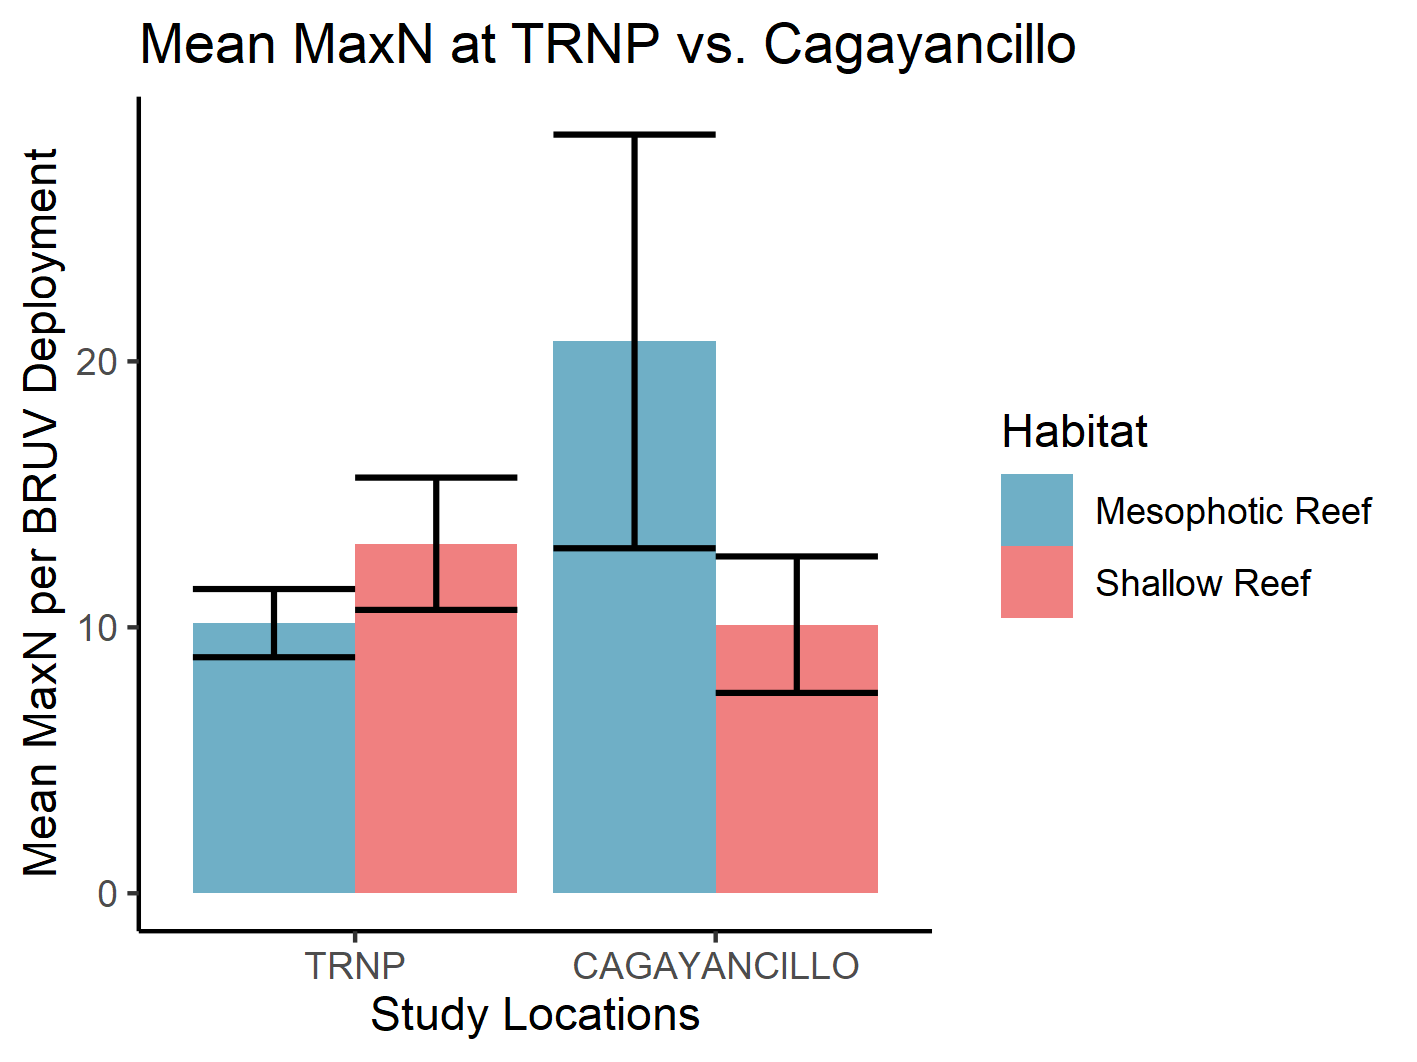 Mean MaxN at TRNP vs. Cagayancillo
Mean MaxN per BRUV Deployment
20
10
0
TRNP
CAGAYANCILLO
Study Locations
Habitat
Mesophotic Reef
Shallow Reef